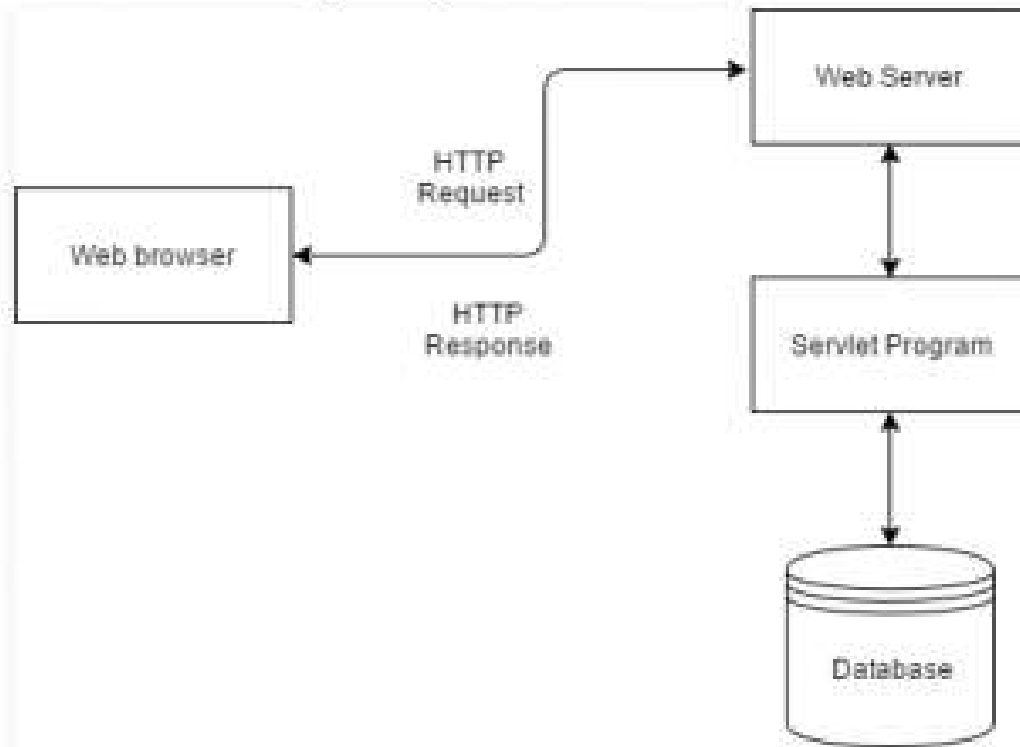 Web Server
HTTP
Request
Web browser
HTTP
Response
Servlet Program
Database